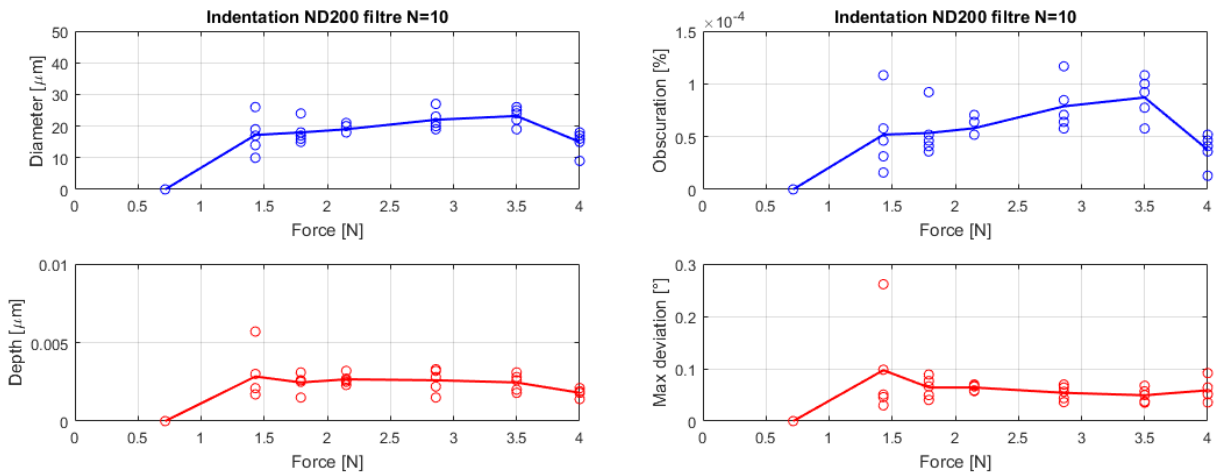 Indentation ND200 filtre N=10
50
40
30
20
10
0
Diameter [μm]
0 0.5 1 1.5 2 2.5 3 3.5 4
Force [N]
Indentation ND200 filtre N=10
×10⁻⁴
1.5
1
0.5
0
Obscuration [%]
0 0.5 1 1.5 2 2.5 3 3.5 4
Force [N]
0.01
0.005
0
Depth [μm]
0 0.5 1 1.5 2 2.5 3 3.5 4
Force [N]
0.3
0.2
0.1
0
Max deviation [°]
0 0.5 1 1.5 2 2.5 3 3.5 4
Force [N]